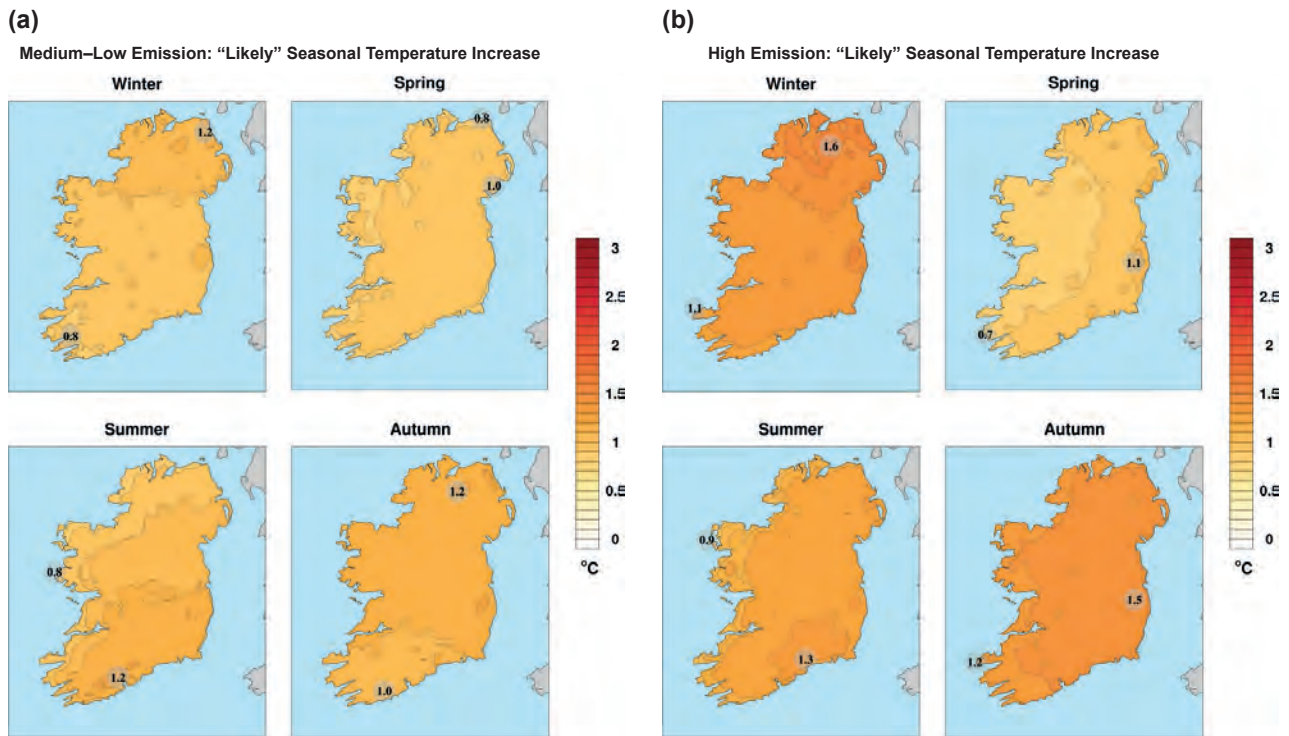 (a)
Medium–Low Emission: “Likely” Seasonal Temperature Increase
Winter
1.2
0.8
Spring
0.8
1.0
Summer
0.8
1.2
Autumn
1.2
1.0
3
2.5
2
1.5
1
0.5
0
°C
(b)
High Emission: “Likely” Seasonal Temperature Increase
Winter
1.6
1.1
Spring
1.1
0.7
Summer
0.9
1.3
Autumn
1.5
1.2
3
2.5
2
1.5
1
0.5
0
°C